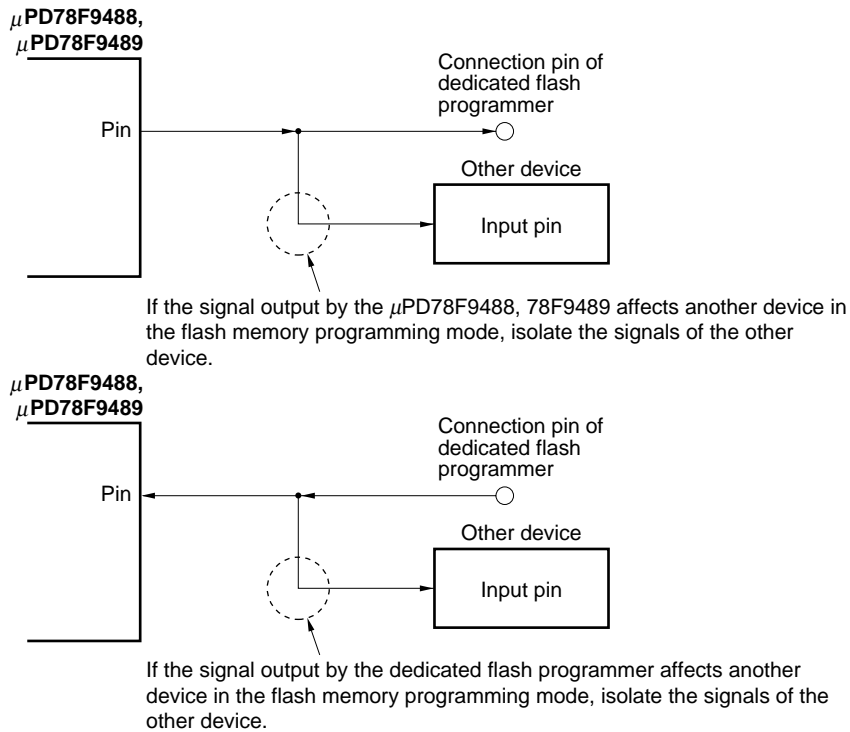 μPD78F9488,
μPD78F9489
Connection pin of
dedicated flash
programmer
Pin
Other device
Input pin
If the signal output by the μPD78F9488, 78F9489 affects another device in
the flash memory programming mode, isolate the signals of the other
device.
μPD78F9488,
μPD78F9489
Connection pin of
dedicated flash
programmer
Pin
Other device
Input pin
If the signal output by the dedicated flash programmer affects another
device in the flash memory programming mode, isolate the signals of the
other device.